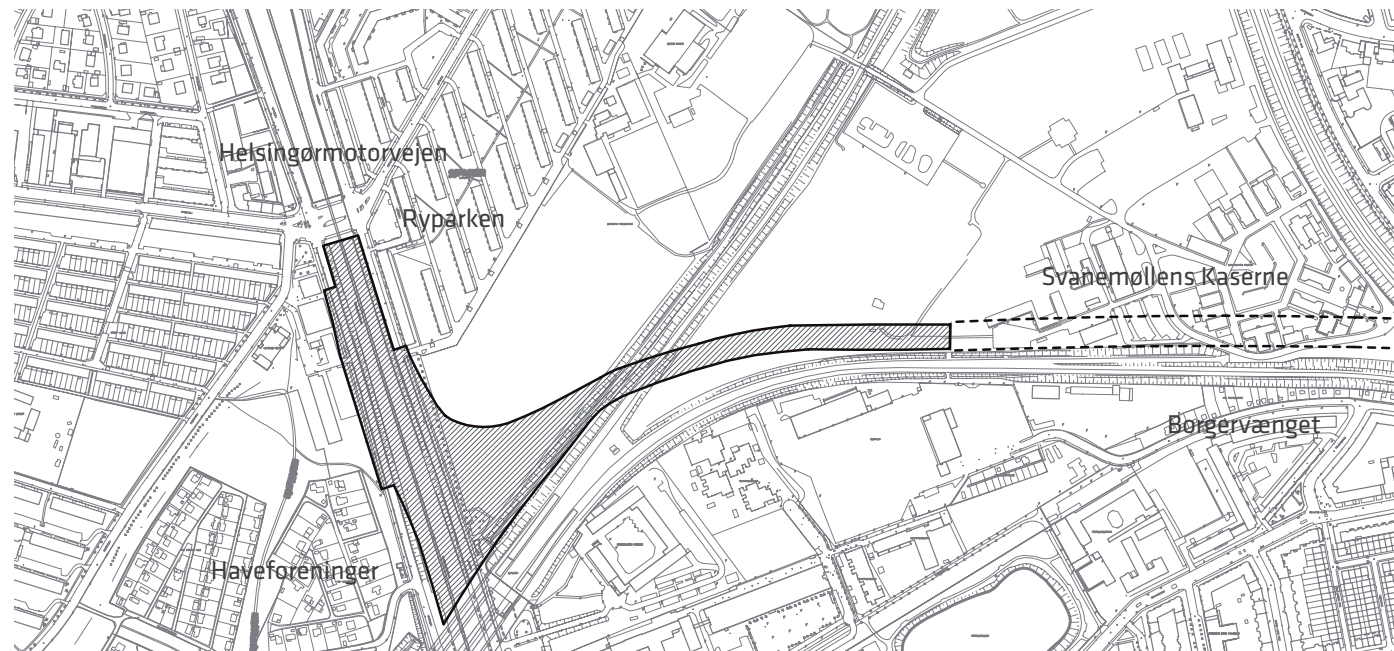 Helsingørmotorvejen
Ryparken
Svanemøllens Kaserne
Borgervænget
Haveforeninger